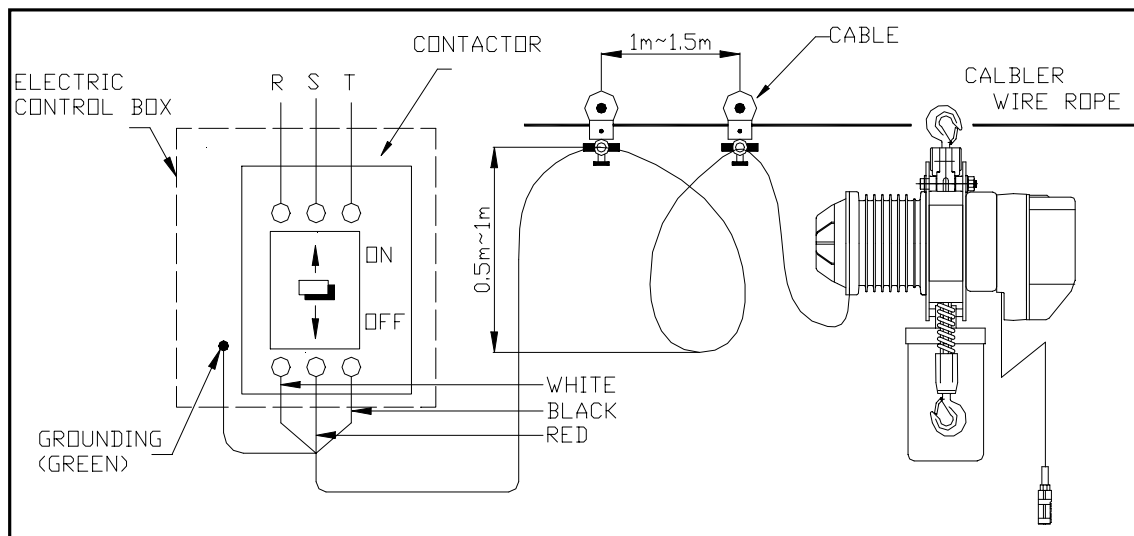 ELECTRIC
CONTROL BOX
CONTACTOR
R S T
ON
OFF
GROUNDING
(GREEN)
WHITE
BLACK
RED
1m~1.5m
0.5m~1m
CABLE
CALBLER
WIRE ROPE